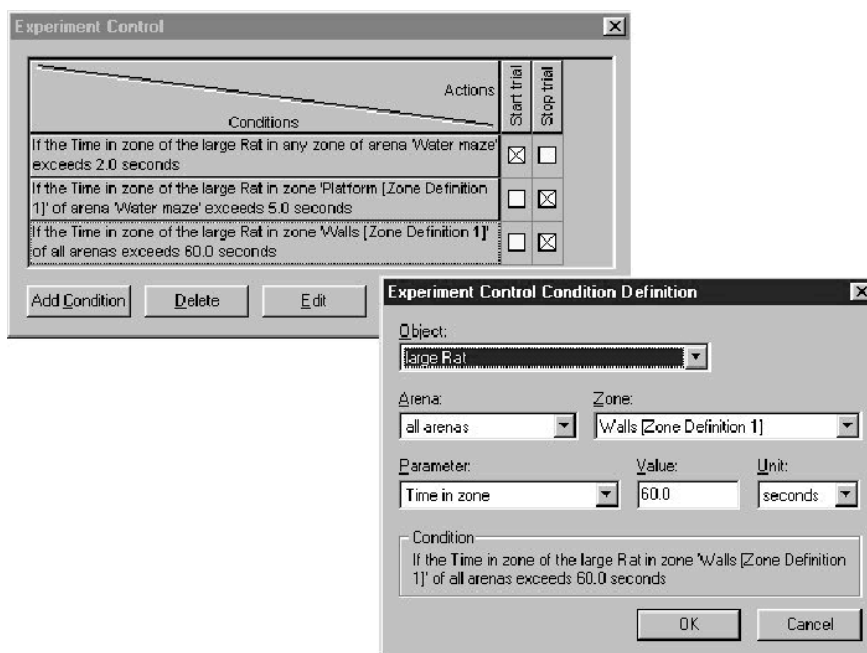 Experiment Control
Actions
Conditions
Start trial
Stop trial
If the Time in zone of the large Rat in any zone of arena 'Water maze'
exceeds 2.0 seconds
If the Time in zone of the large Rat in zone 'Platform [Zone Definition
1]' of arena 'Water maze' exceeds 5.0 seconds
If the Time in zone of the large Rat in zone 'Walls [Zone Definition 1]'
of all arenas exceeds 60.0 seconds
Add Condition
Delete
Edit
Experiment Control Condition Definition
Object:
large Rat
Arena:
Zone:
all arenas
Walls [Zone Definition 1]
Parameter:
Value:
Unit:
Time in zone
60.0
seconds
Condition
If the Time in zone of the large Rat in zone 'Walls [Zone Definition
1]' of all arenas exceeds 60.0 seconds
OK
Cancel